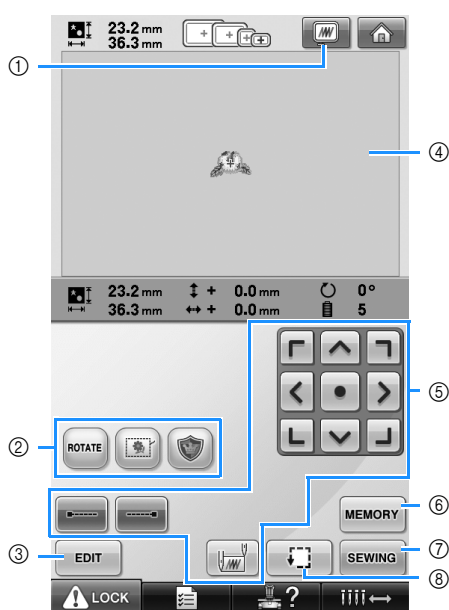 23.2 mm
36.3 mm
①
④
23.2 mm + 0.0 mm 0°
36.3 mm + 0.0 mm 5
⑤
② ROTATE
MEMORY ⑥
③ EDIT SEWING ⑦
⑧
LOCK ?